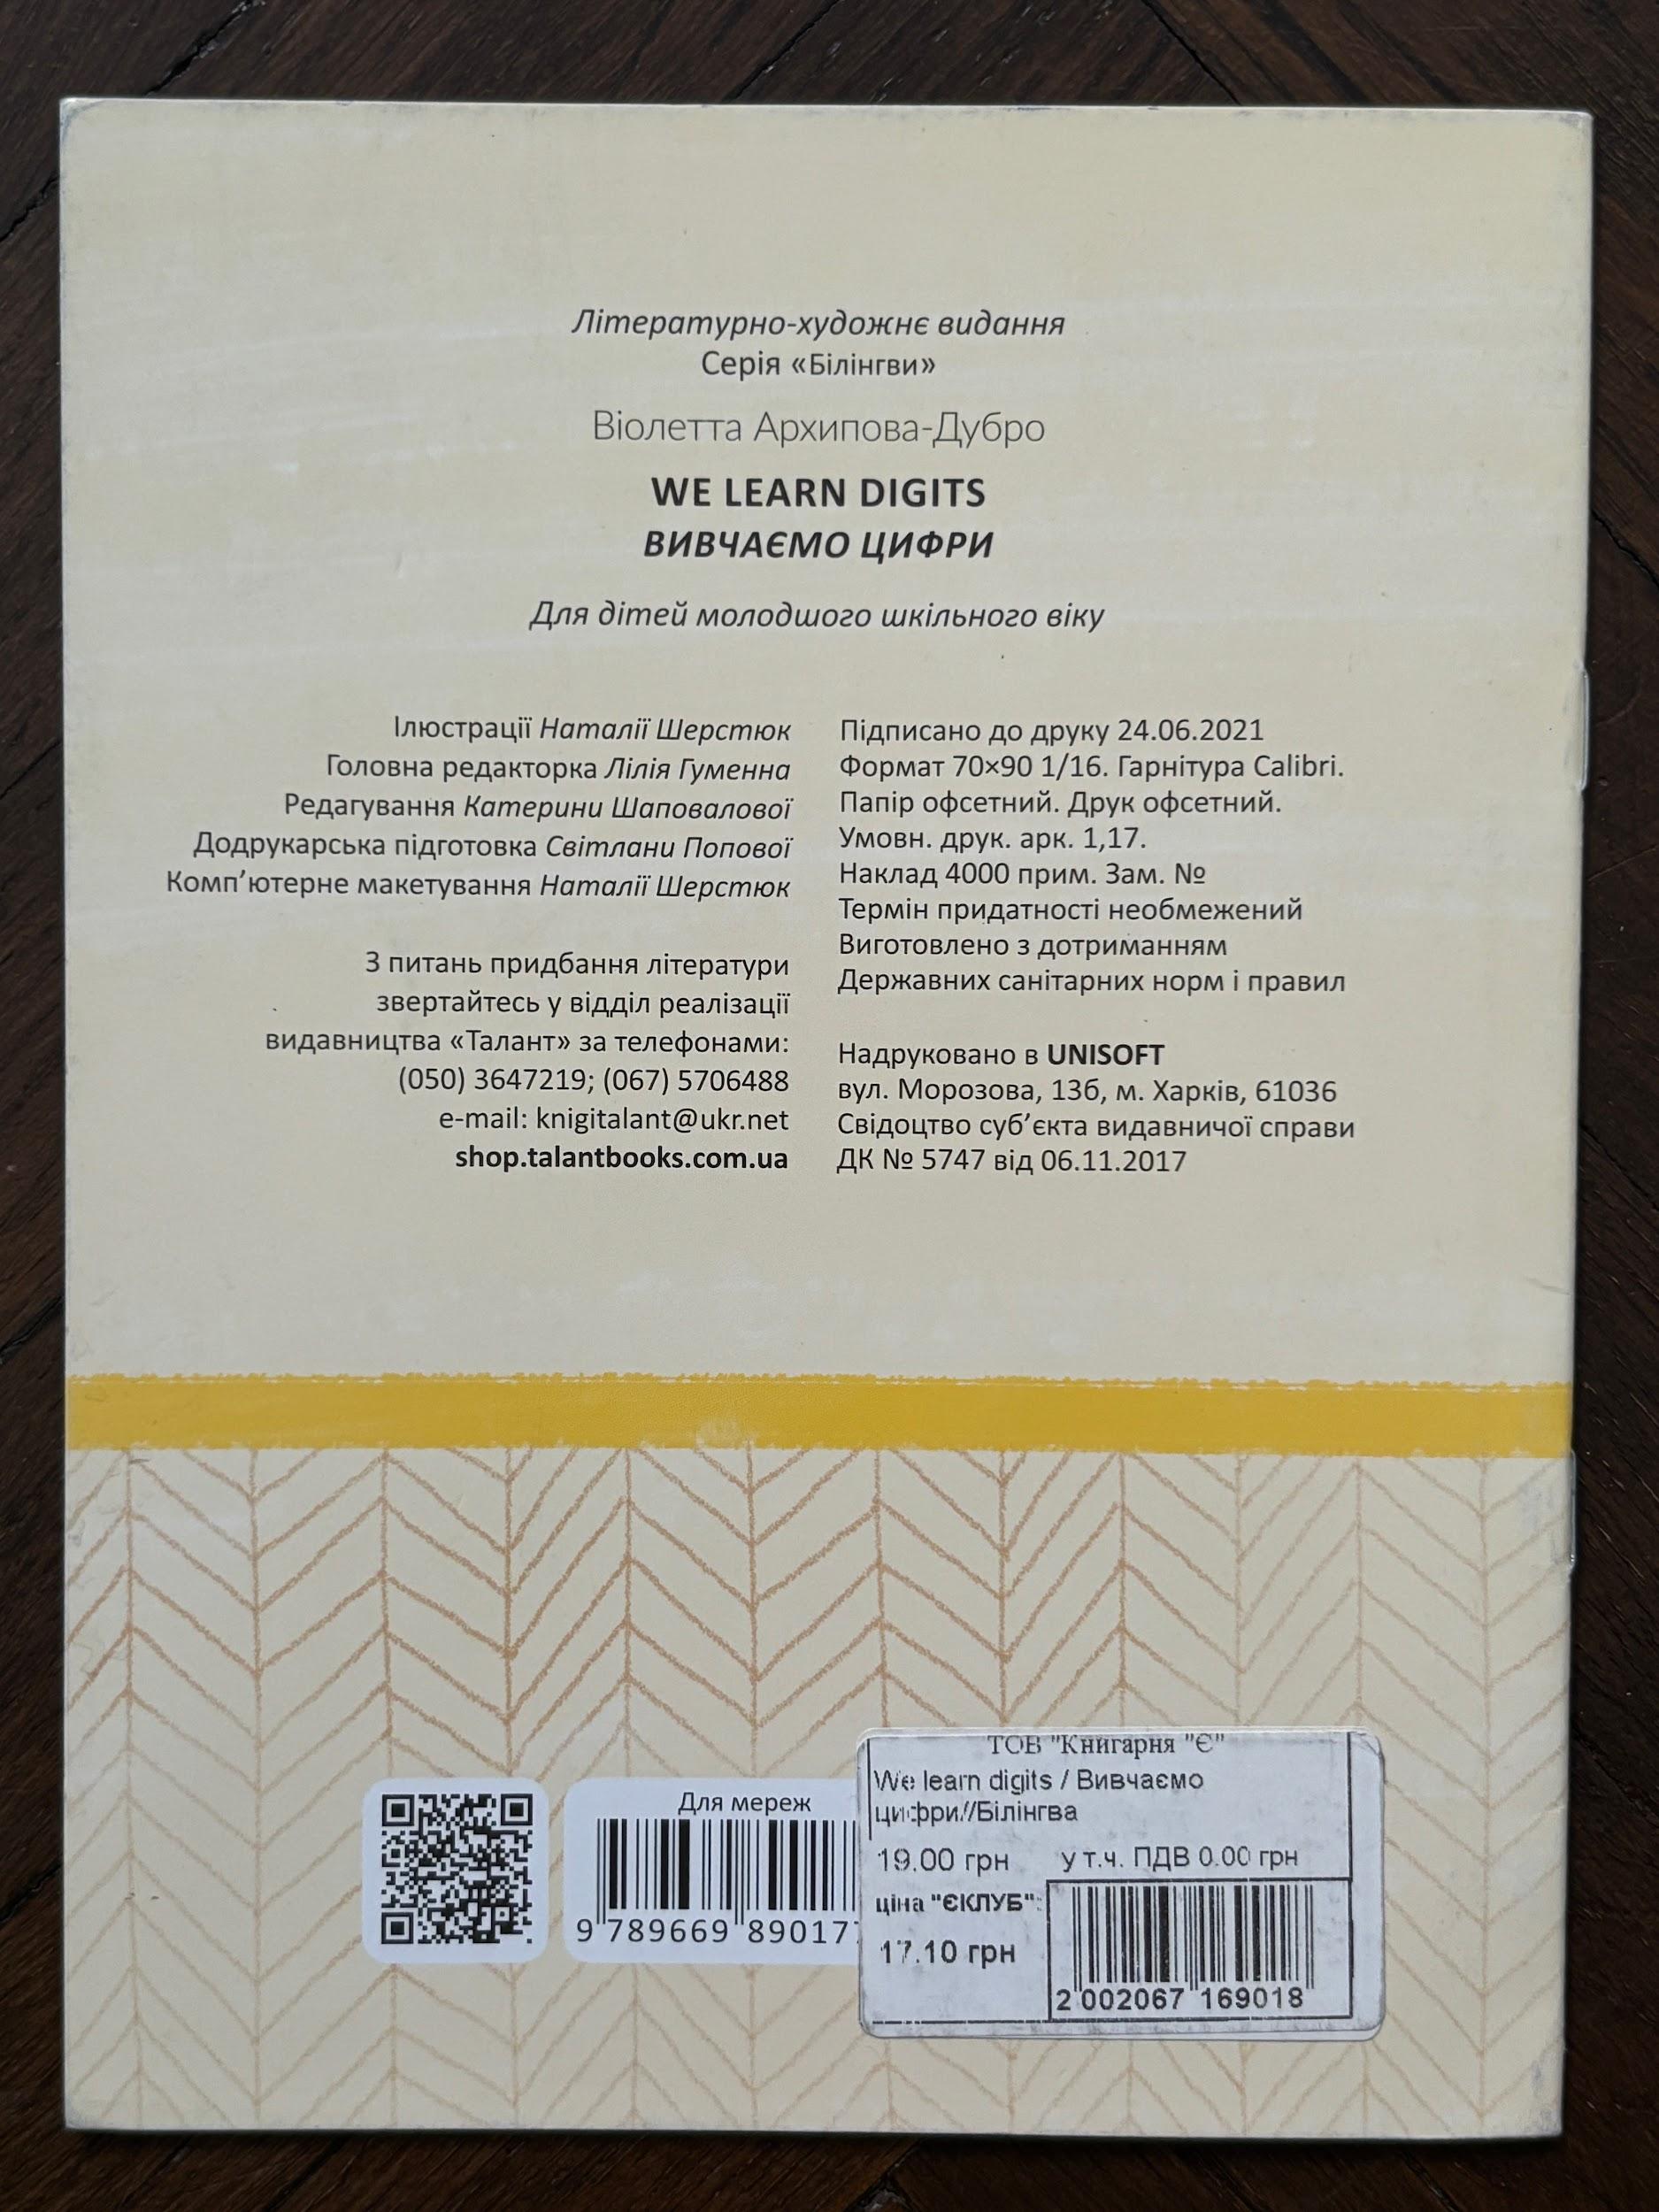 Літературно-художнє видання
Серія «Білінгви»
Віолетта Архипова-Дубро
WE LEARN DIGITS
ВИВЧАЄМО ЦИФРИ
Для дітей молодшого шкільного віку
Ілюстрації Наталії Шерстюк
Головна редакторка Лілія Гуменна
Редагування Катерини Шаповалової
Додрукарська підготовка Світлани Попової
Комп’ютерне макетування Наталії Шерстюк
З питань придбання літератури
звертайтесь у відділ реалізації
видавництва «Талант» за телефонами:
(050) 3647219; (067) 5706488
e-mail: knigitalant@ukr.net
shop.talantbooks.com.ua
Підписано до друку 24.06.2021
Формат 70×90 1/16. Гарнітура Calibri.
Папір офсетний. Друк офсетний.
Умовн. друк. арк. 1,17.
Наклад 4000 прим. Зам. №
Термін придатності необмежений
Виготовлено з дотриманням
Державних санітарних норм і правил
Надруковано в UNISOFT
вул. Морозова, 13б, м. Харків, 61036
Свідоцтво суб’єкта видавничої справи
ДК № 5747 від 06.11.2017
Для мереж
9 789669 89017
ТОВ "Книгарня "Є"
We learn digits / Вивчаємо
цифри//Білінгва
19.00 грн у т.ч. ПДВ 0.00 грн
ціна "ЄКЛУБ":
17.10 грн
2 002067 169018